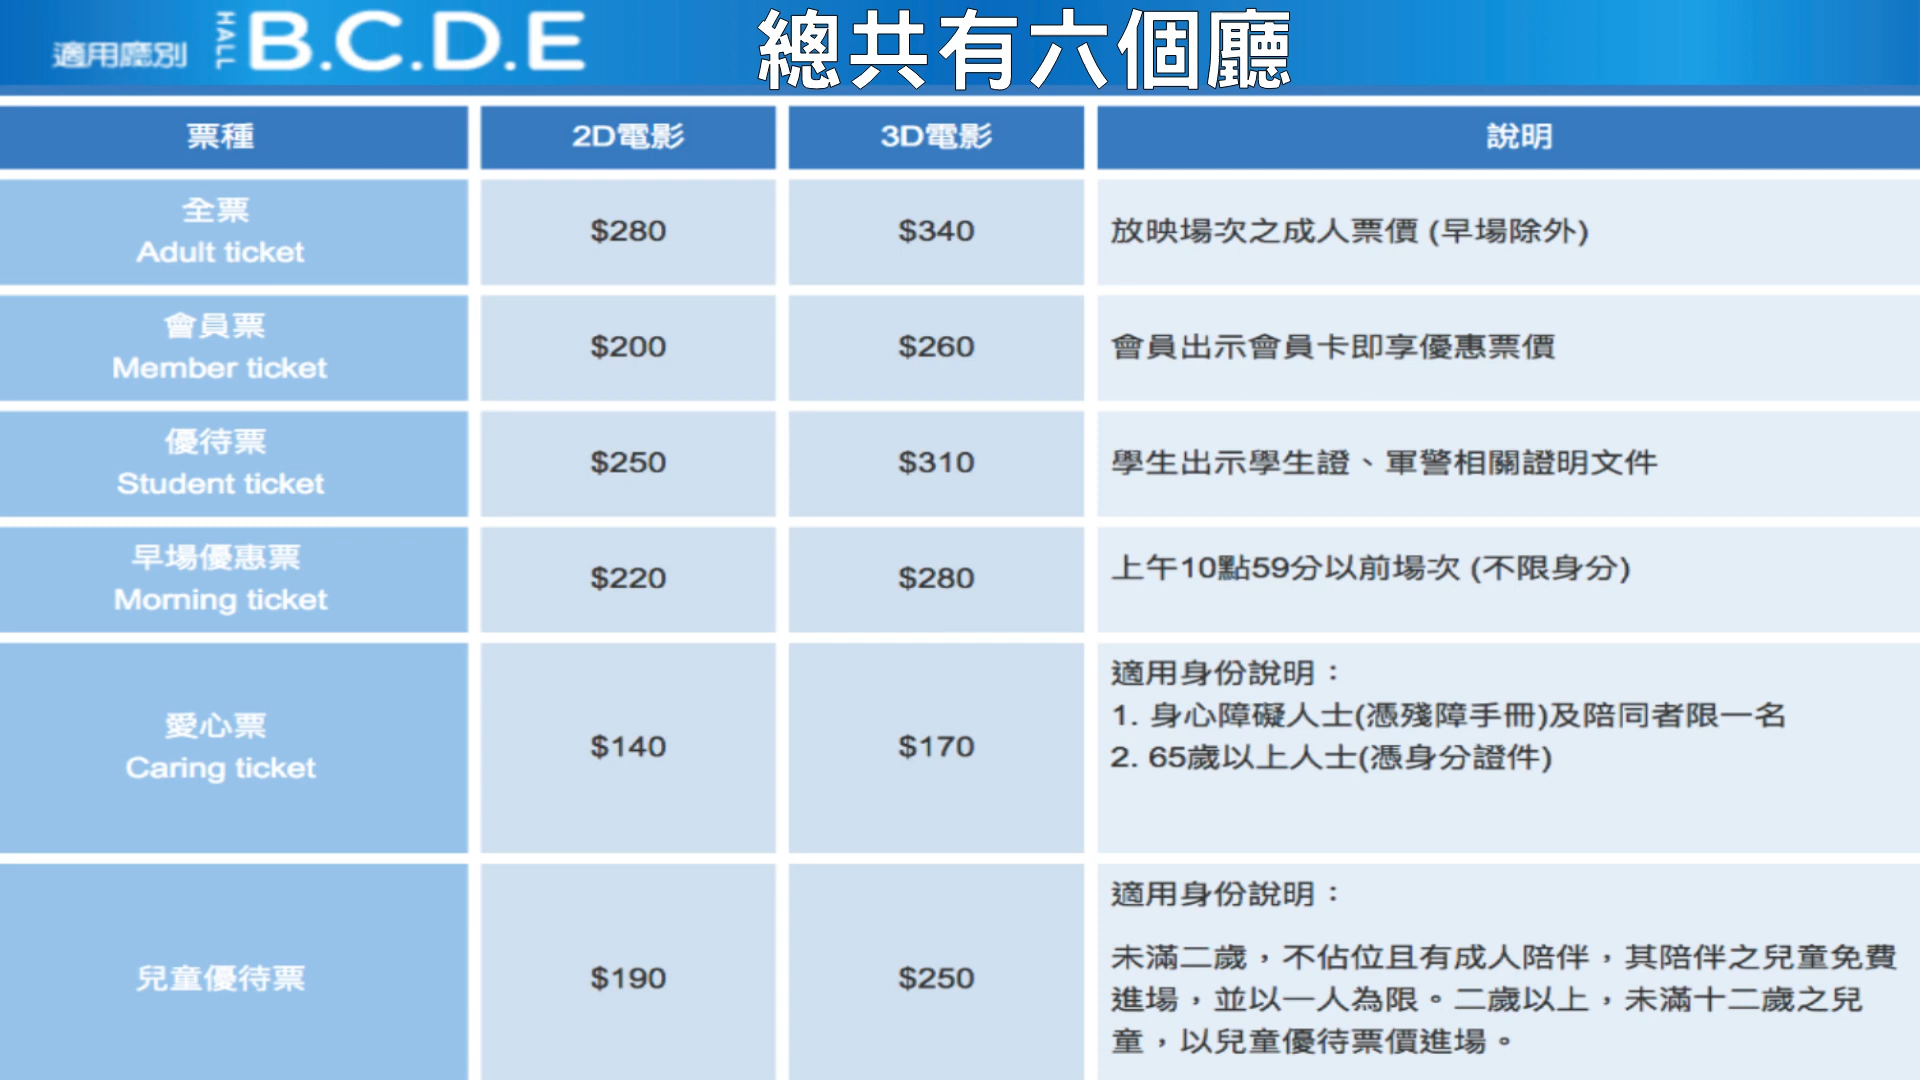 適用廳別 HALL B.C.D.E
總共有六個廳
票種 2D電影 3D電影 說明
全票
Adult ticket
$280 $340 放映場次之成人票價 (早場除外)
會員票
Member ticket
$200 $260 會員出示會員卡即享優惠票價
優待票
Student ticket
$250 $310 學生出示學生證、軍警相關證明文件
早場優惠票
Morning ticket
$220 $280 上午10點59分以前場次 (不限身分)
愛心票
Caring ticket
$140 $170
適用身份說明：
1. 身心障礙人士(憑殘障手冊)及陪同者限一名
2. 65歲以上人士(憑身分證件)
兒童優待票 $190 $250
適用身份說明：
未滿二歲，不佔位且有成人陪伴，其陪伴之兒童免費
進場，並以一人為限。二歲以上，未滿十二歲之兒
童，以兒童優待票價進場。